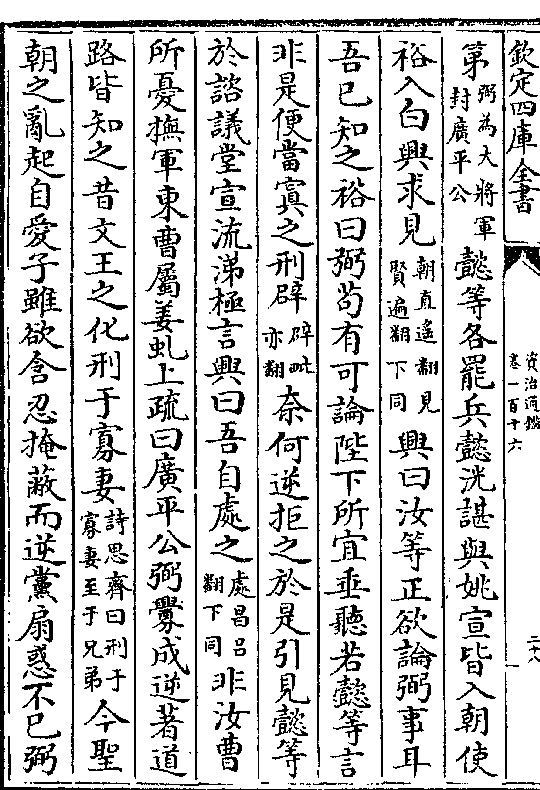 欽定四庫全書
資治通鑑
卷一百十六
二十八
第弼為大將軍封廣平公懿等各罷兵懿洸諶與姚宣皆入朝使
裕入白興求見朝直遙翻見賢遍翻下同興曰汝等正欲論弼事耳
吾已知之裕曰弼苟有可論陛下所宜垂聽若懿等言
非是便當寘之刑辟辟毗亦翻奈何逆拒之於是引見懿等
於諮議堂宣流涕極言興曰吾自處之處昌吕翻下同非汝曹
所憂撫軍東曹屬姜虬上疏曰廣平公弼釁成逆著道
路皆知之昔文王之化刑于寡妻詩思齊曰刑于寡妻至于兄弟今聖
朝之亂起自愛子雖欲含忍掩蔽而逆黨扇惑不已弼